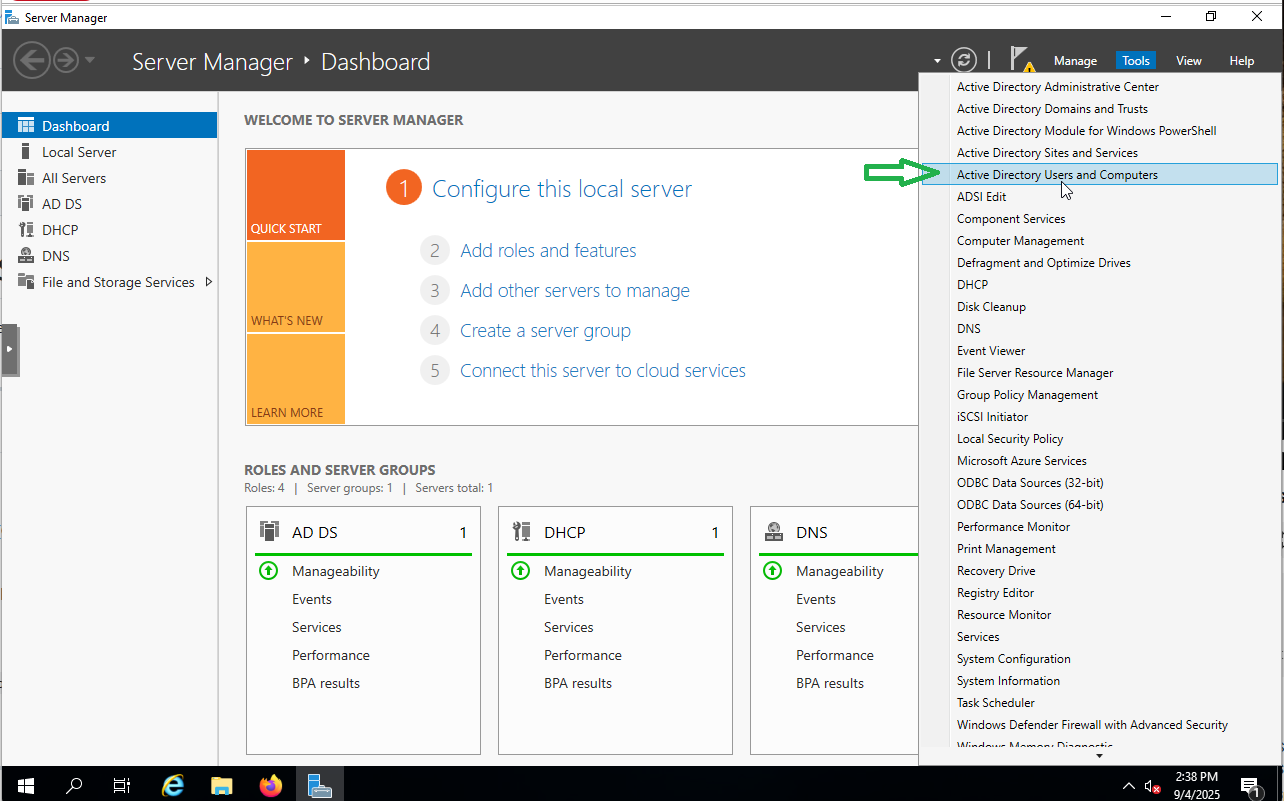 Server Manager
Server Manager ‣ Dashboard
Manage Tools View Help
Dashboard
Local Server
All Servers
AD DS
DHCP
DNS
File and Storage Services
WELCOME TO SERVER MANAGER
QUICK START
WHAT'S NEW
LEARN MORE
1 Configure this local server
2 Add roles and features
3 Add other servers to manage
4 Create a server group
5 Connect this server to cloud services
ROLES AND SERVER GROUPS
Roles: 4 | Server groups: 1 | Servers total: 1
AD DS 1
Manageability
Events
Services
Performance
BPA results
DHCP 1
Manageability
Events
Services
Performance
BPA results
DNS
Manageability
Events
Services
Performance
BPA results
Active Directory Administrative Center
Active Directory Domains and Trusts
Active Directory Module for Windows PowerShell
Active Directory Sites and Services
Active Directory Users and Computers
ADSI Edit
Component Services
Computer Management
Defragment and Optimize Drives
DHCP
Disk Cleanup
DNS
Event Viewer
File Server Resource Manager
Group Policy Management
iSCSI Initiator
Local Security Policy
Microsoft Azure Services
ODBC Data Sources (32-bit)
ODBC Data Sources (64-bit)
Performance Monitor
Print Management
Recovery Drive
Registry Editor
Resource Monitor
Services
System Configuration
System Information
Task Scheduler
Windows Defender Firewall with Advanced Security
Windows Memory Diagnostic
2:38 PM
9/4/2025
1